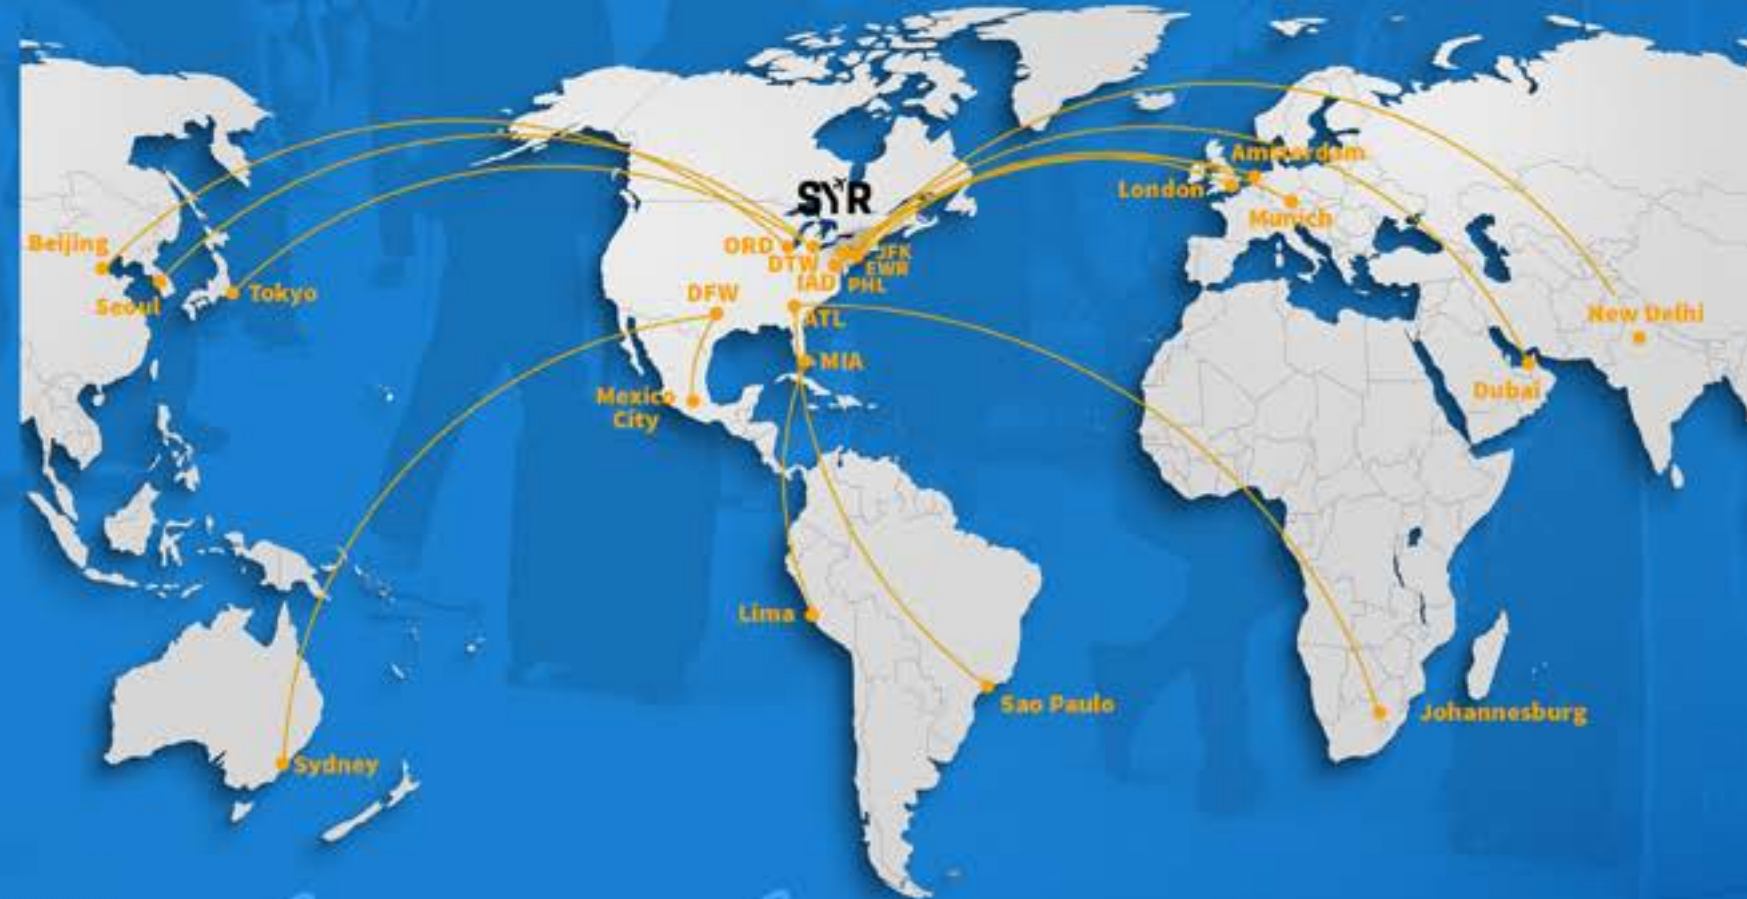 SYR
Amsterdam
London
Munich
Beijing
ORD
JFK
DTW
EWR
IAD
PHL
Seoul
Tokyo
DFW
ATL
New Delhi
MIA
Dubai
Mexico
City
Lima
Sao Paulo
Johannesburg
Sydney